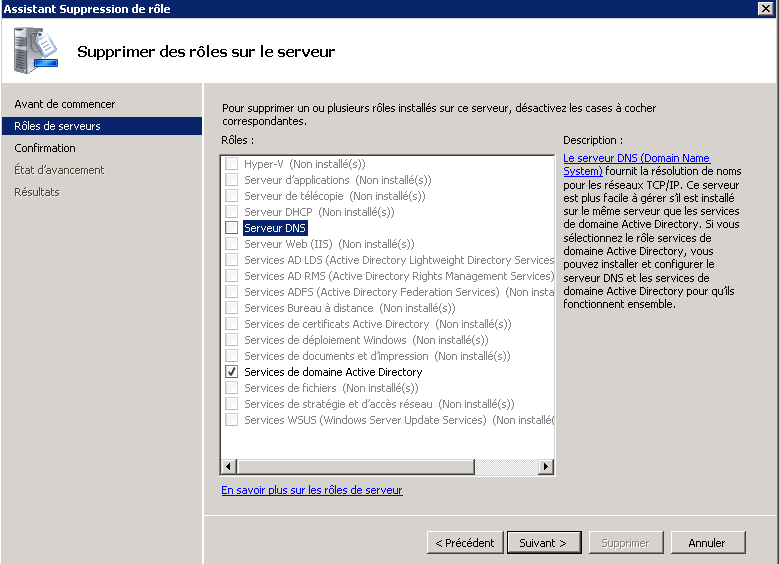 Assistant Suppression de rôle
Supprimer des rôles sur le serveur
Avant de commencer
Rôles de serveurs
Confirmation
État d'avancement
Résultats
Pour supprimer un ou plusieurs rôles installés sur ce serveur, désactivez les cases à cocher
correspondantes.
Rôles :
Hyper-V (Non installé(s))
Serveur d'applications (Non installé(s))
Serveur de télécopie (Non installé(s))
Serveur DHCP (Non installé(s))
Serveur DNS
Serveur Web (IIS) (Non installé(s))
Services AD LDS (Active Directory Lightweight Directory Services
Services AD RMS (Active Directory Rights Management Services)
Services ADFS (Active Directory Federation Services) (Non insta
Services Bureau à distance (Non installé(s))
Services de certificats Active Directory (Non installé(s))
Services de déploiement Windows (Non installé(s))
Services de documents et d'impression (Non installé(s))
Services de domaine Active Directory
Services de fichiers (Non installé(s))
Services de stratégie et d'accès réseau (Non installé(s))
Services WSUS (Windows Server Update Services) (Non installé(
En savoir plus sur les rôles de serveur
Description :
Le serveur DNS (Domain Name
System) fournit la résolution de noms
pour les réseaux TCP/IP. Ce serveur
est plus facile à gérer s'il est installé
sur le même serveur que les services
de domaine Active Directory. Si vous
sélectionnez le rôle services de
domaine Active Directory, vous
pouvez installer et configurer le
serveur DNS et les services de
domaine Active Directory pour qu'ils
fonctionnent ensemble.
< Précédent
Suivant >
Supprimer
Annuler